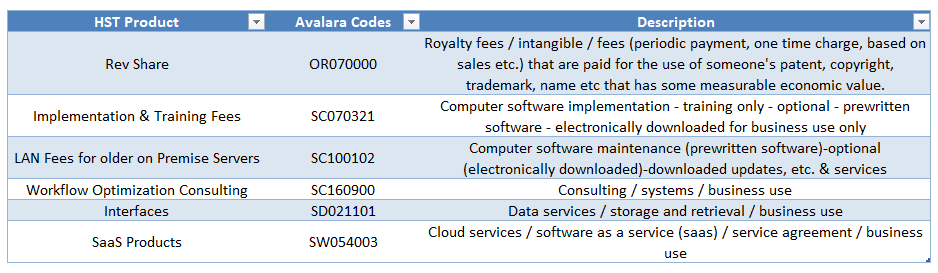 HST Product Avalara Codes Description
Rev Share OR070000 Royalty fees / intangible / fees (periodic payment, one time charge, based on
sales etc.) that are paid for the use of someone's patent, copyright,
trademark, name etc that has some measurable economic value.
Implementation & Training Fees SC070321 Computer software implementation - training only - optional - prewritten
software - electronically downloaded for business use only
LAN Fees for older on Premise Servers SC100102 Computer software maintenance (prewritten software)-optional
(electronically downloaded)-downloaded updates, etc. & services
Workflow Optimization Consulting SC160900 Consulting / systems / business use
Interfaces SD021101 Data services / storage and retrieval / business use
SaaS Products SW054003 Cloud services / software as a service (saas) / service agreement / business
use